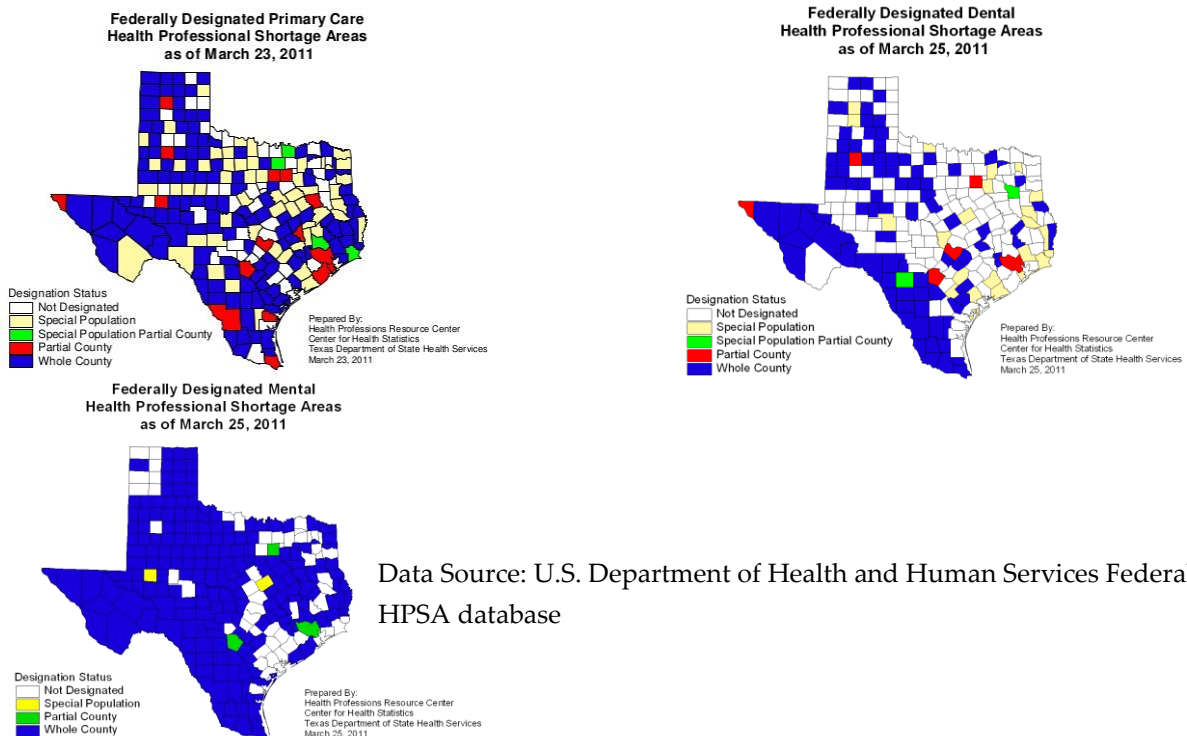 Federally Designated Primary Care
Health Professional Shortage Areas
as of March 23, 2011
Designation Status
Not Designated
Special Population
Special Population Partial County
Partial County
Whole County
Prepared By:
Health Professions Resource Center
Center for Health Statistics
Texas Department of State Health Services
March 23, 2011
Federally Designated Dental
Health Professional Shortage Areas
as of March 25, 2011
Designation Status
Not Designated
Special Population
Special Population Partial County
Partial County
Whole County
Prepared By:
Health Professions Resource Center
Center for Health Statistics
Texas Department of State Health Services
March 25, 2011
Federally Designated Mental
Health Professional Shortage Areas
as of March 25, 2011
Designation Status
Not Designated
Special Population
Partial County
Whole County
Prepared By:
Health Professions Resource Center
Center for Health Statistics
Texas Department of State Health Services
March 25, 2011
Data Source: U.S. Department of Health and Human Services Federal
HPSA database